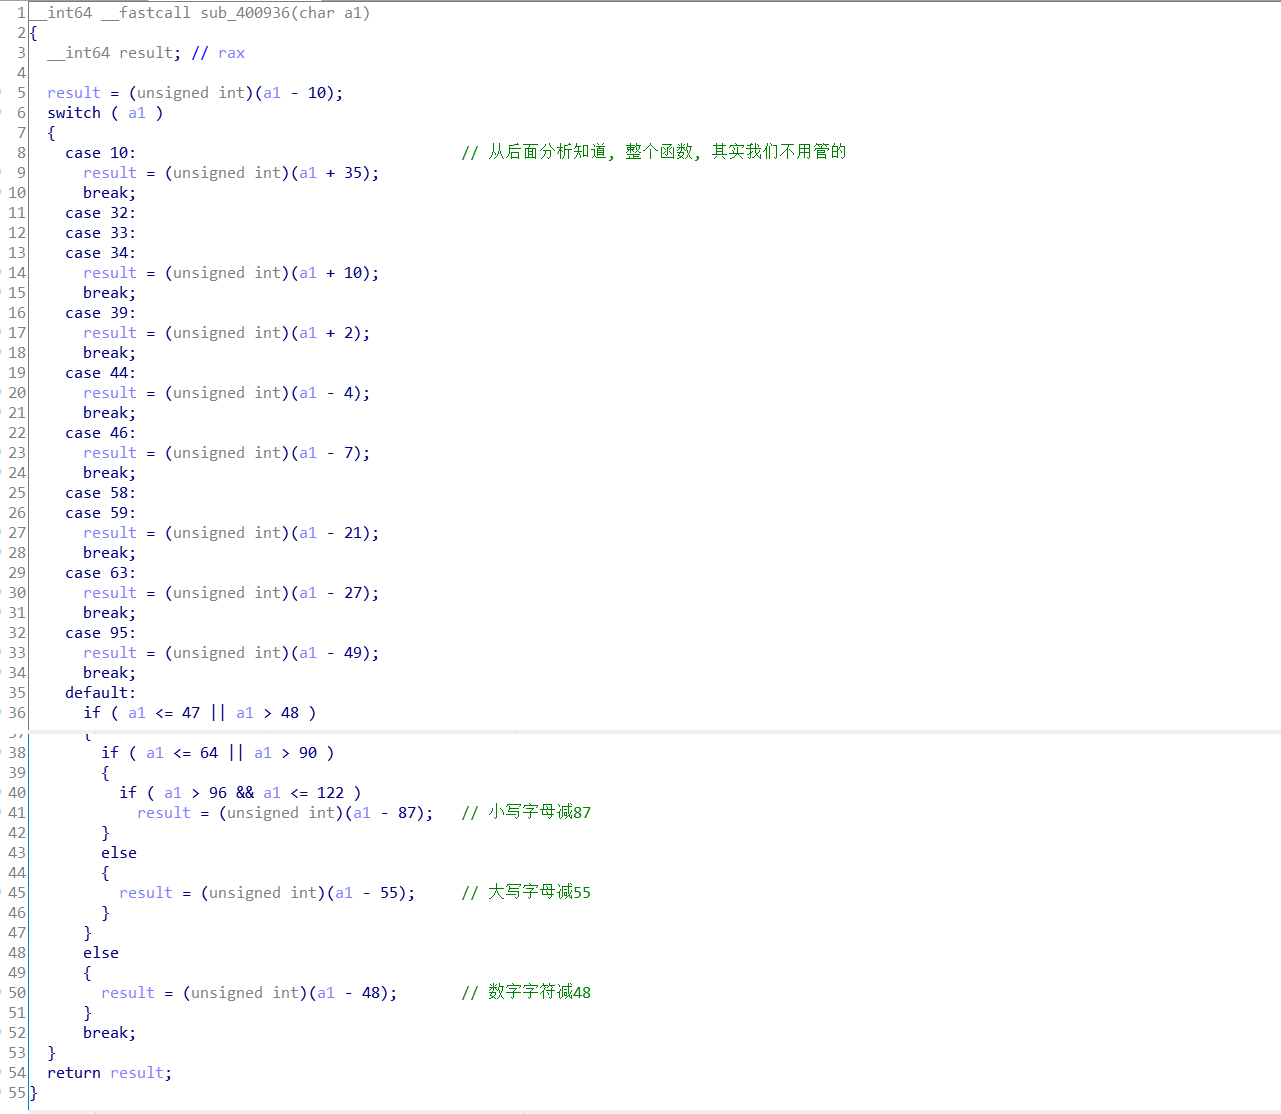 1 __int64 __fastcall sub_400936(char a1)
2 {
3   __int64 result; // rax
4
5   result = (unsigned int)(a1 - 10);
6   switch ( a1 )
7   {
8     case 10:                                    // 从后面分析知道, 整个函数, 其实我们不用管的
9       result = (unsigned int)(a1 + 35);
10       break;
11     case 32:
12     case 33:
13     case 34:
14       result = (unsigned int)(a1 + 10);
15       break;
16     case 39:
17       result = (unsigned int)(a1 + 2);
18       break;
19     case 44:
20       result = (unsigned int)(a1 - 4);
21       break;
22     case 46:
23       result = (unsigned int)(a1 - 7);
24       break;
25     case 58:
26     case 59:
27       result = (unsigned int)(a1 - 21);
28       break;
29     case 63:
30       result = (unsigned int)(a1 - 27);
31       break;
32     case 95:
33       result = (unsigned int)(a1 - 49);
34       break;
35     default:
36       if ( a1 <= 47 || a1 > 48 )
37       {
38         if ( a1 <= 64 || a1 > 90 )
39         {
40           if ( a1 > 96 && a1 <= 122 )
41             result = (unsigned int)(a1 - 87);   // 小写字母减87
42         }
43         else
44         {
45           result = (unsigned int)(a1 - 55);     // 大写字母减55
46         }
47       }
48       else
49       {
50         result = (unsigned int)(a1 - 48);       // 数字字符减48
51       }
52       break;
53   }
54   return result;
55 }